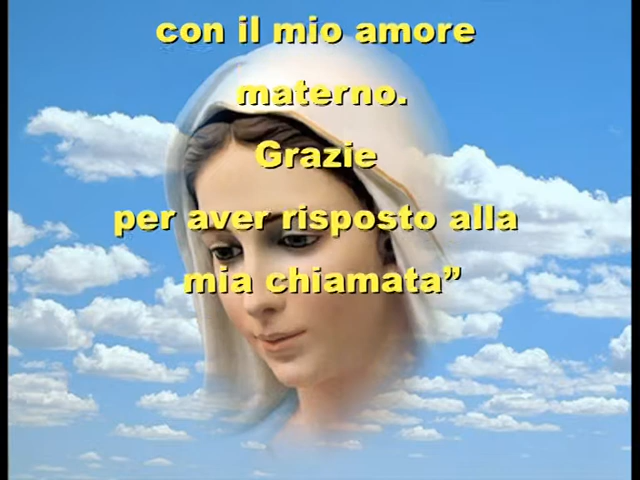 con il mio amore
materno.
Grazie
per aver risposto alla
mia chiamata”